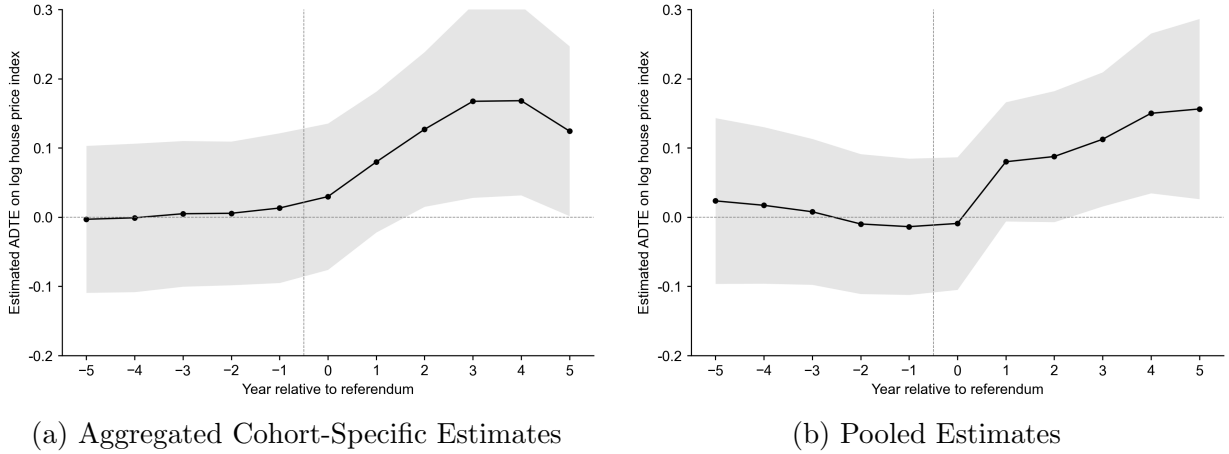 Estimated ADTE on log house price index
0.3
0.2
0.1
0.0
-0.1
-0.2
−5 −4 −3 −2 −1 0 1 2 3 4 5
Year relative to referendum
(a) Aggregated Cohort-Specific Estimates
Estimated ADTE on log house price index
0.3
0.2
0.1
0.0
-0.1
-0.2
−5 −4 −3 −2 −1 0 1 2 3 4 5
Year relative to referendum
(b) Pooled Estimates